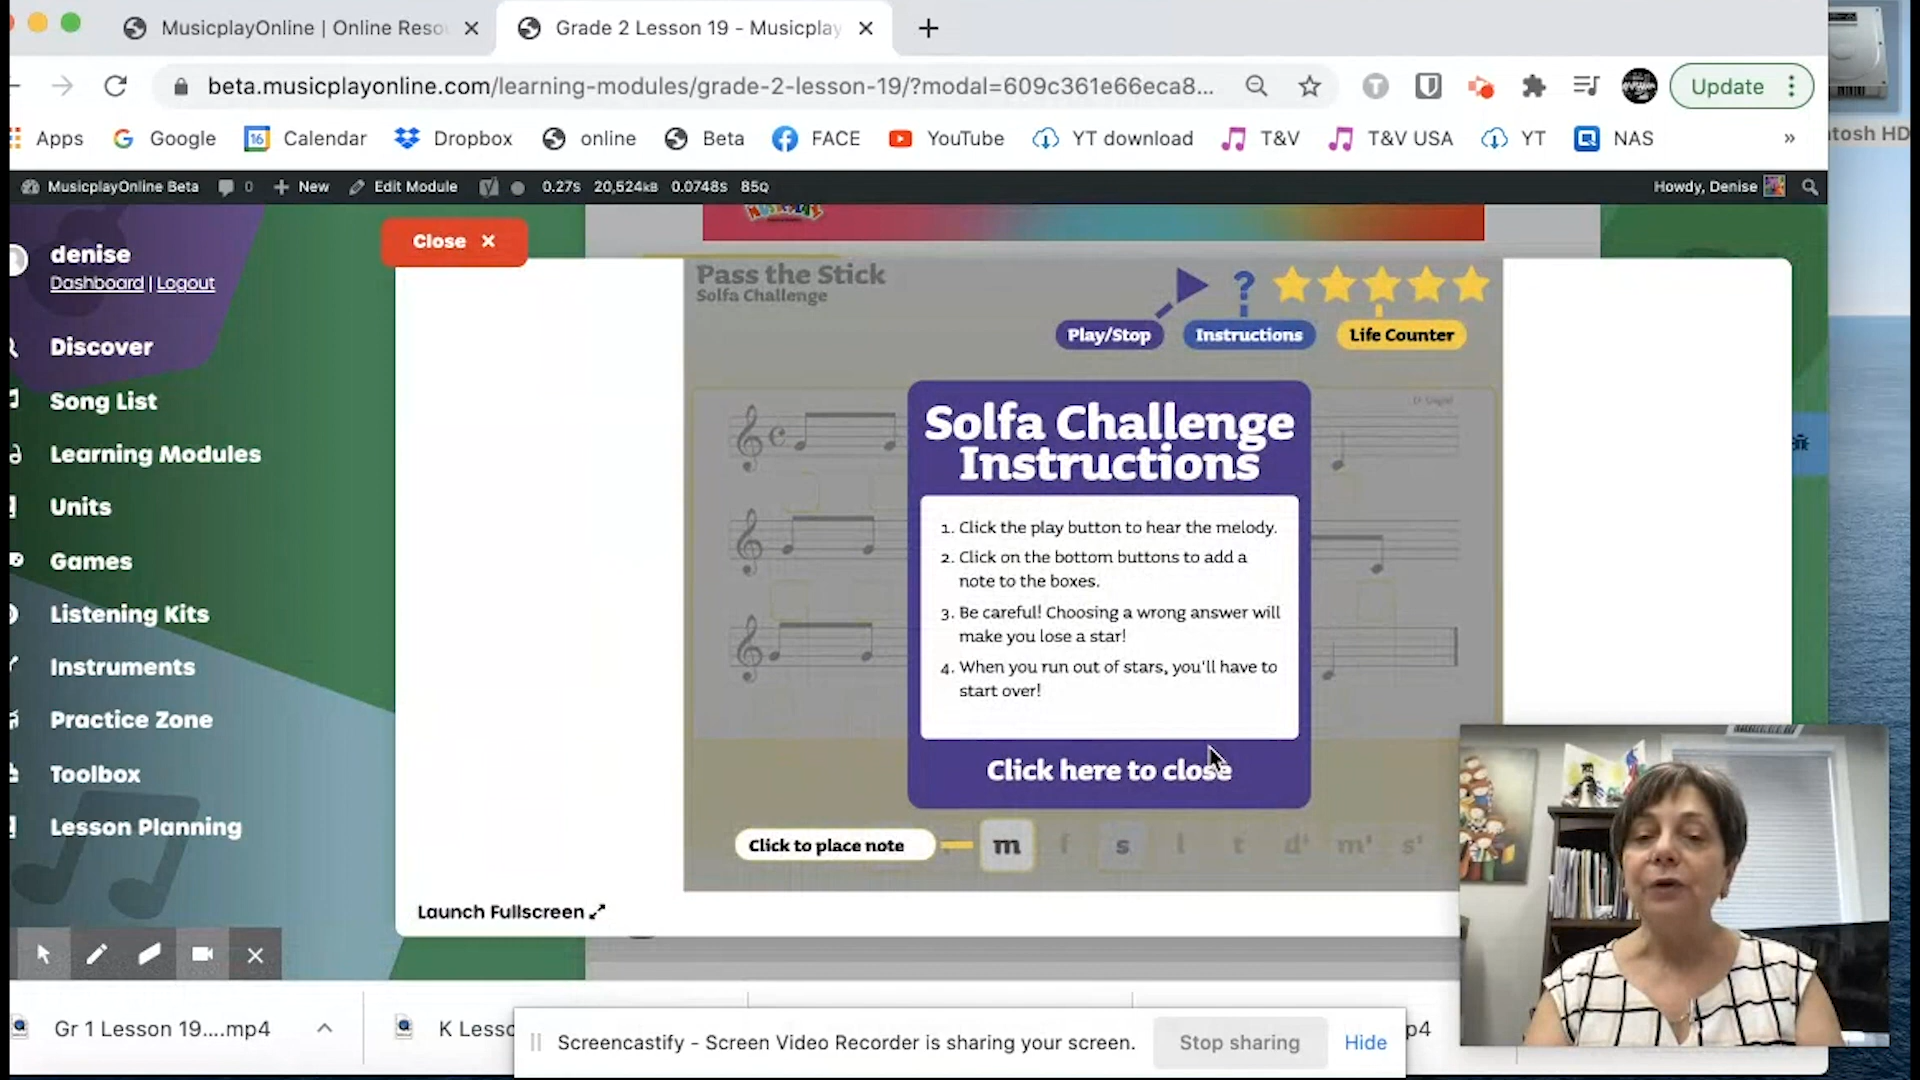 MusicplayOnline | Online Reso
Grade 2 Lesson 19 - Musicplay
beta.musicplayonline.com/learning-modules/grade-2-lesson-19/?modal=609c361e66eca8...
Update
Apps
Google
16
Calendar
Dropbox
online
Beta
FACE
YouTube
YT download
T&V
T&V USA
YT
NAS
»
ntosh HD
MusicplayOnline Beta
0
New
Edit Module
0.27S 20,524KB 0.0748S 85Q
Howdy, Denise
denise
Dashboard | Logout
Discover
Song List
Learning Modules
Units
Games
Listening Kits
Instruments
Practice Zone
Toolbox
Lesson Planning
Close ×
Pass the Stick
Solfa Challenge
?
Play/Stop
Instructions
Life Counter
Solfa Challenge
Instructions
1. Click the play button to hear the melody.
2. Click on the bottom buttons to add a
note to the boxes.
3. Be careful! Choosing a wrong answer will
make you lose a star!
4. When you run out of stars, you'll have to
start over!
Click here to close
Click to place note
m f s l t d' m' s'
Launch Fullscreen
Gr 1 Lesson 19....mp4
K Lesso
p4
Screencastify - Screen Video Recorder is sharing your screen.
Stop sharing
Hide